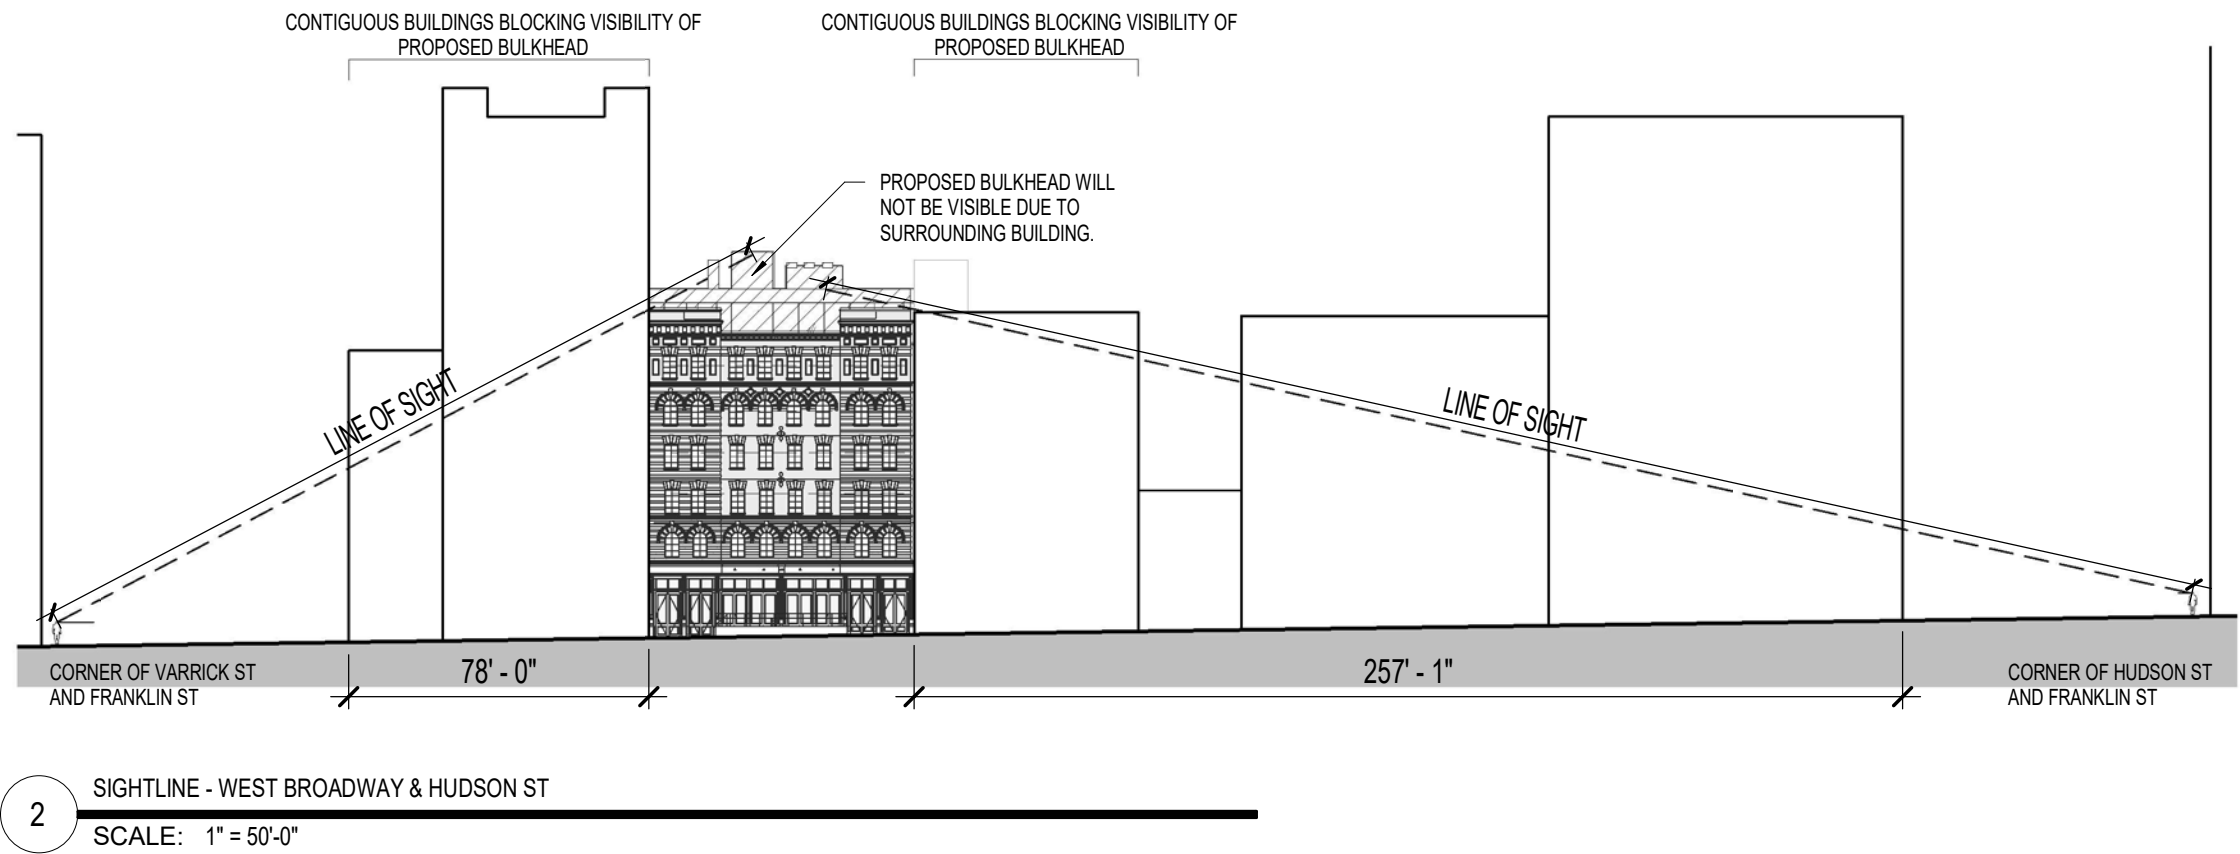 CONTIGUOUS BUILDINGS BLOCKING VISIBILITY OF
PROPOSED BULKHEAD
CONTIGUOUS BUILDINGS BLOCKING VISIBILITY OF
PROPOSED BULKHEAD
PROPOSED BULKHEAD WILL
NOT BE VISIBLE DUE TO
SURROUNDING BUILDING.
LINE OF SIGHT
LINE OF SIGHT
CORNER OF VARRICK ST
AND FRANKLIN ST
78' - 0"
257' - 1"
CORNER OF HUDSON ST
AND FRANKLIN ST
2
SIGHTLINE - WEST BROADWAY & HUDSON ST
SCALE: 1" = 50'-0"